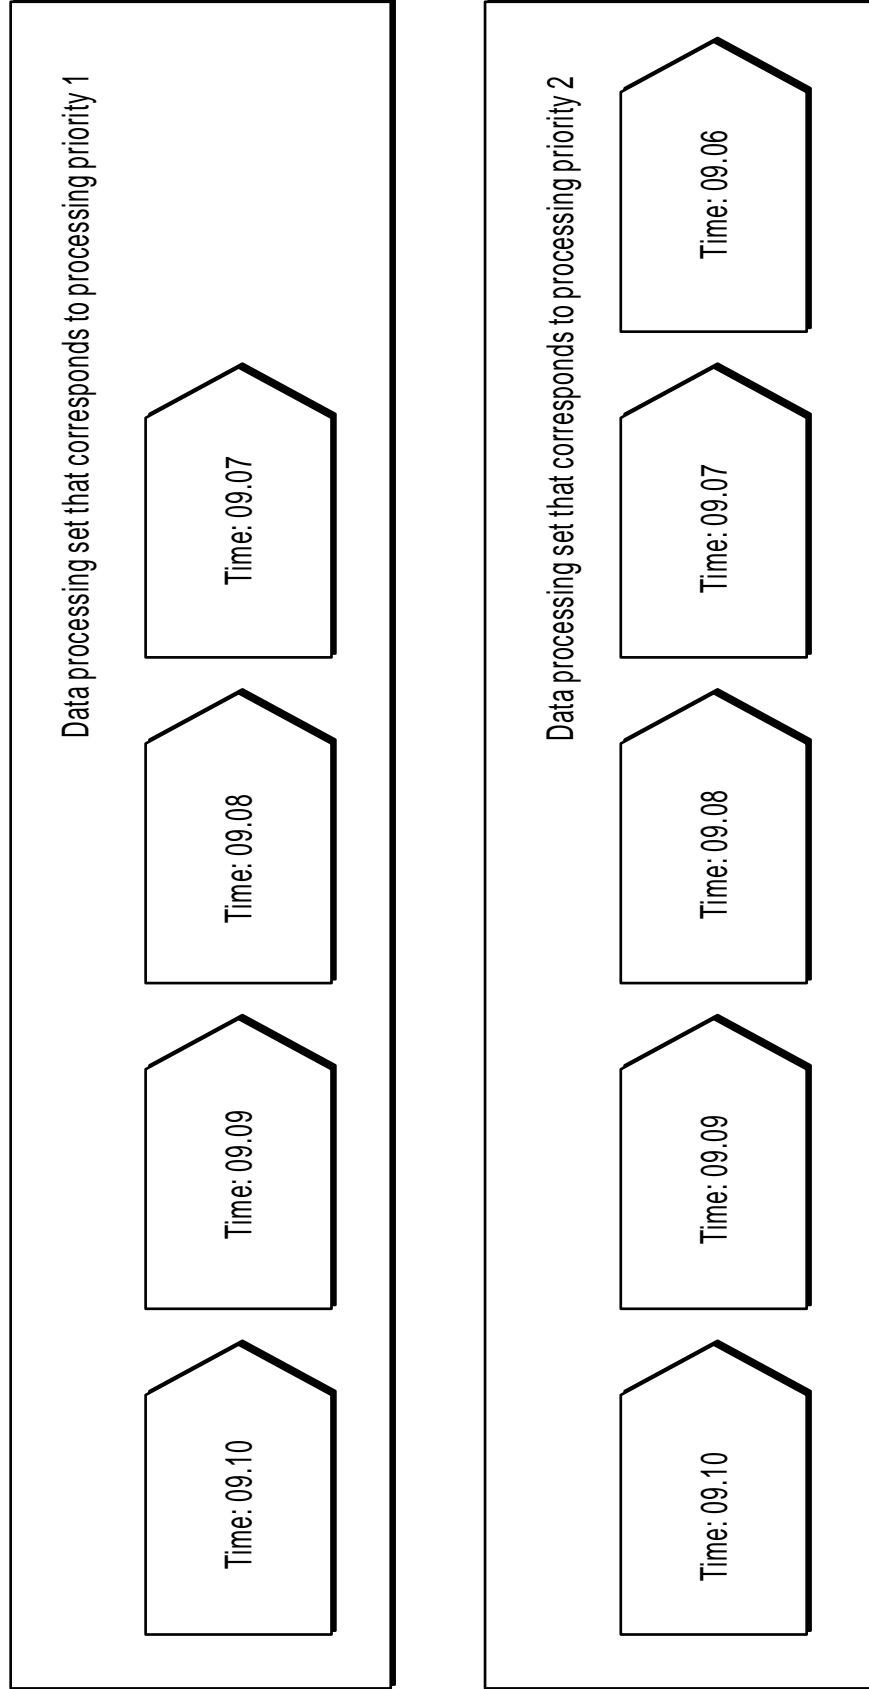 Data processing set that corresponds to processing priority 1
Time: 09.10
Time: 09.09
Time: 09.08
Time: 09.07
Data processing set that corresponds to processing priority 2
Time: 09.10
Time: 09.09
Time: 09.08
Time: 09.07
Time: 09.06